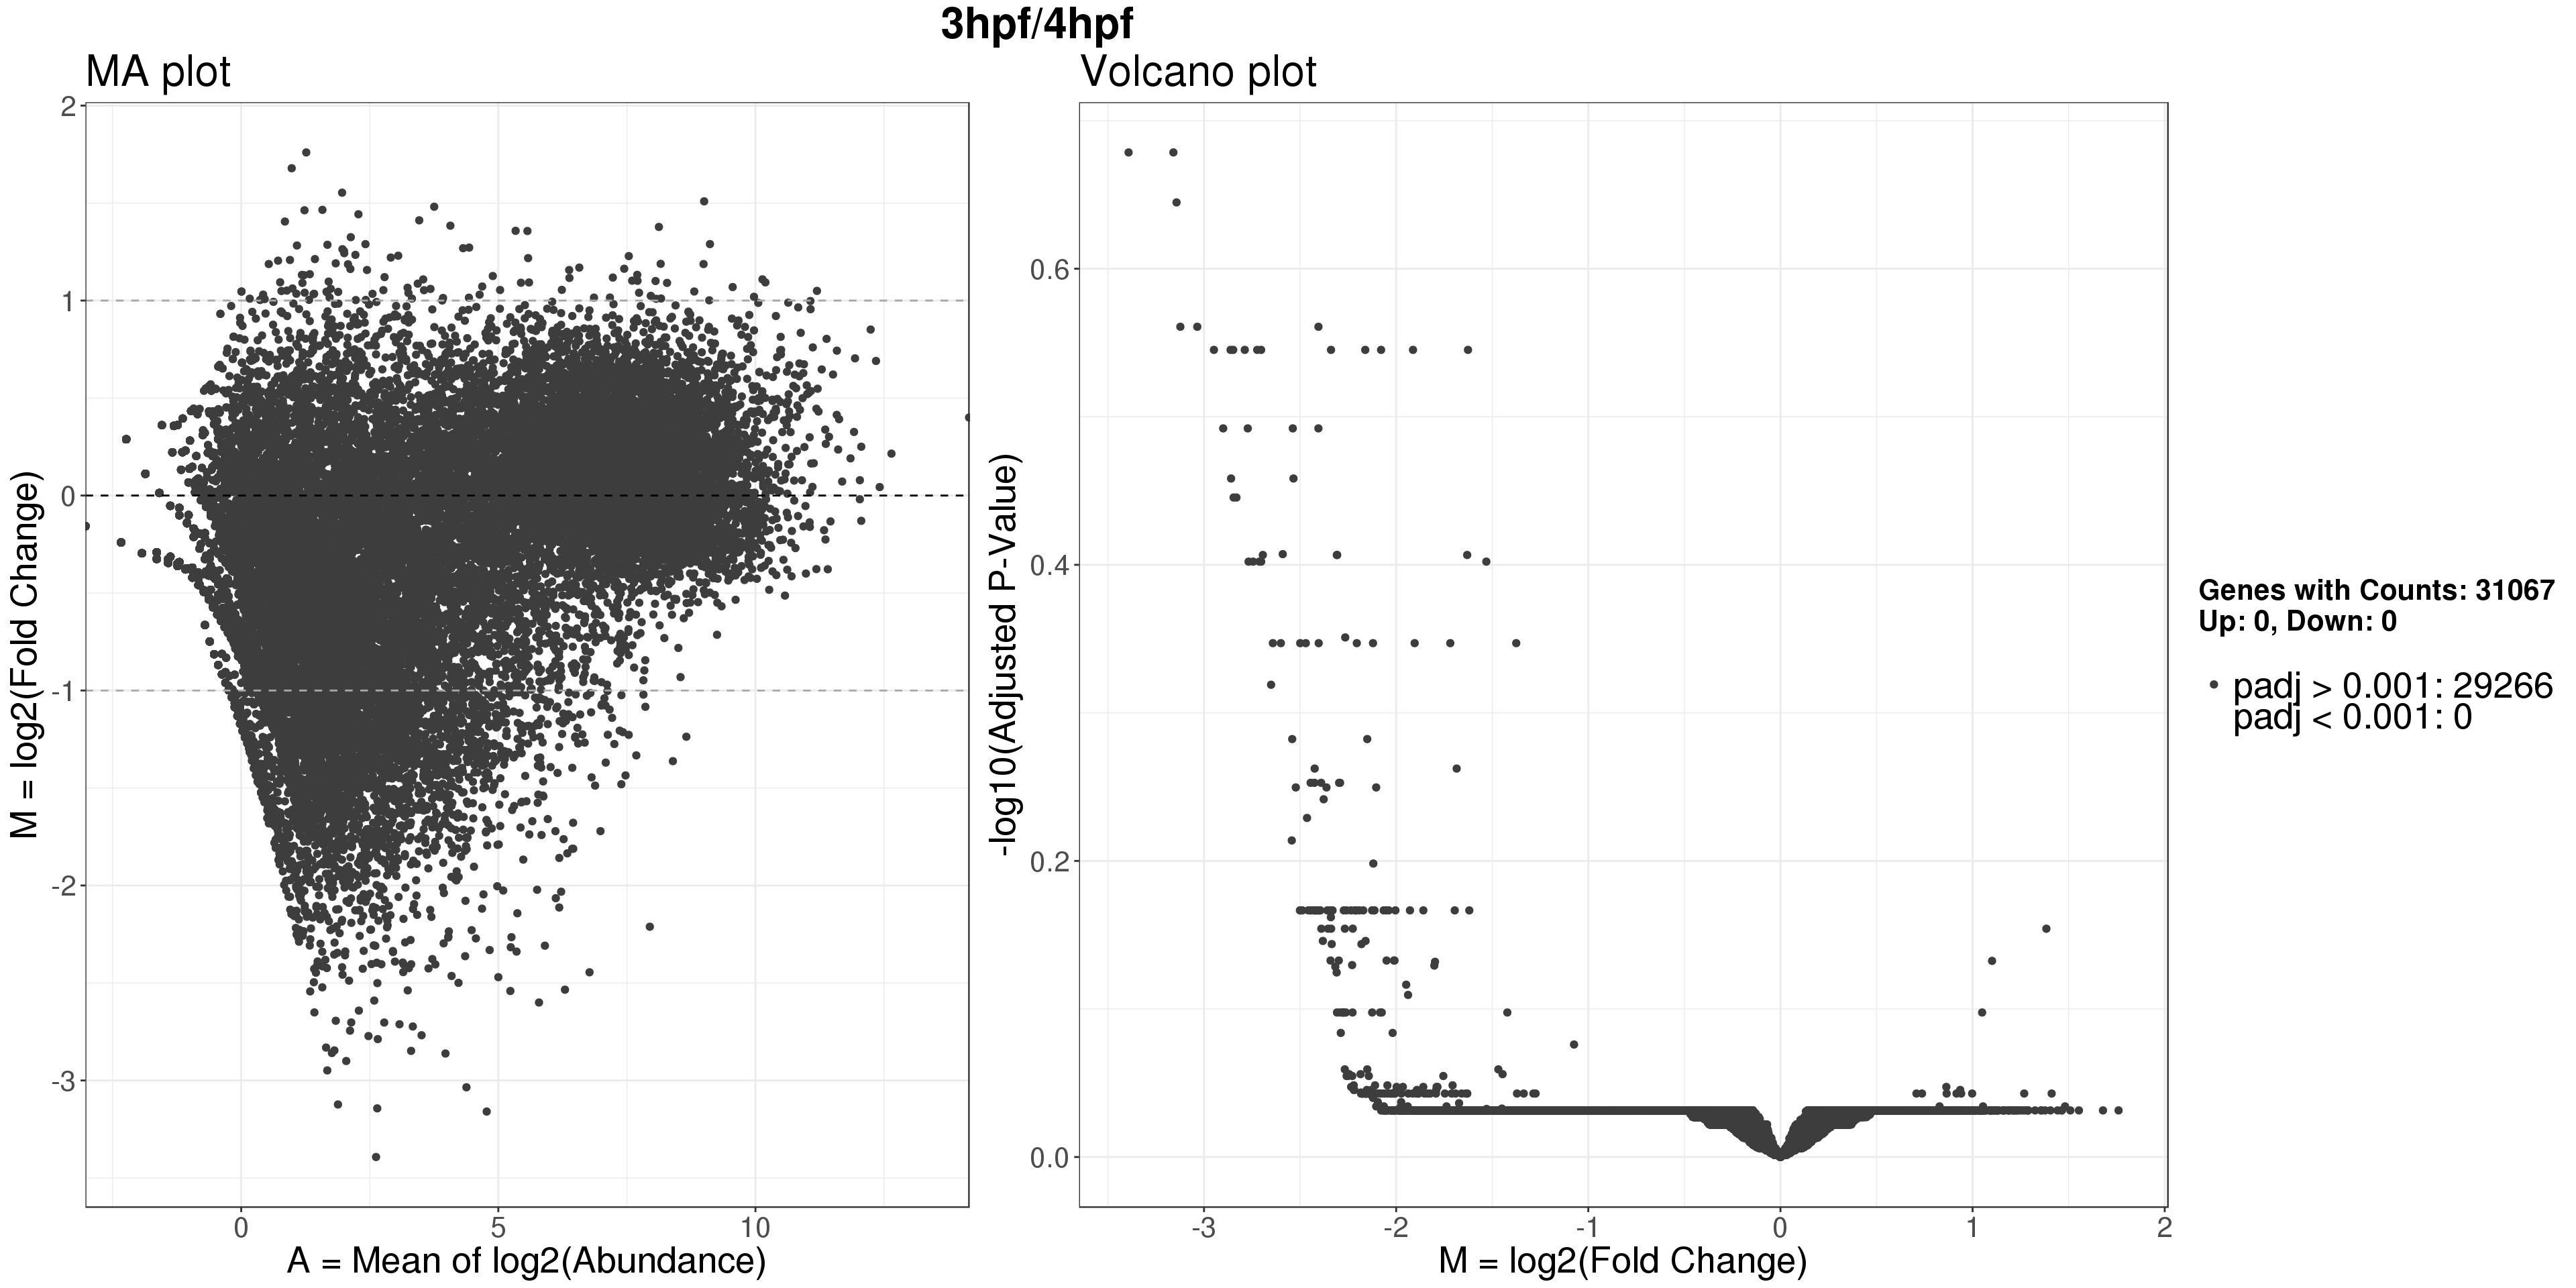 3hpf/4hpf
MA plot
2
1
0
-1
-2
-3
M = log2(Fold Change)
0 5 10
A = Mean of log2(Abundance)
Volcano plot
0.6
0.4
0.2
0.0
-log10(Adjusted P-Value)
-3 -2 -1 0 1 2
M = log2(Fold Change)
Genes with Counts: 31067
Up: 0, Down: 0
padj > 0.001: 29266
padj < 0.001: 0